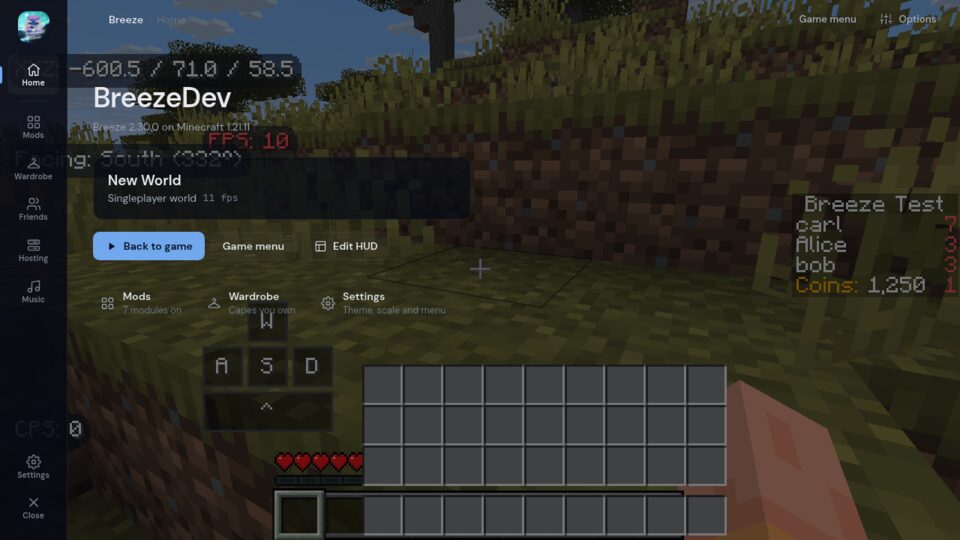 Breeze / Home
Game menu
Options
Home
-600.5 / 71.0 / 58.5
BreezeDev
Breeze 2.30.0 on Minecraft 1.21.11
FPS: 10
Mods
Facing: South (332°)
Wardrobe
New World
Singleplayer world 11 fps
Friends
Breeze Test
carl 7
Alice 3
bob 3
Coins: 1,250 1
Hosting
Back to game
Game menu
Edit HUD
Music
Mods
7 modules on
Wardrobe
Capes you own
Settings
Theme, scale and menu
W
A S D
^
CPS: 0
Settings
Close